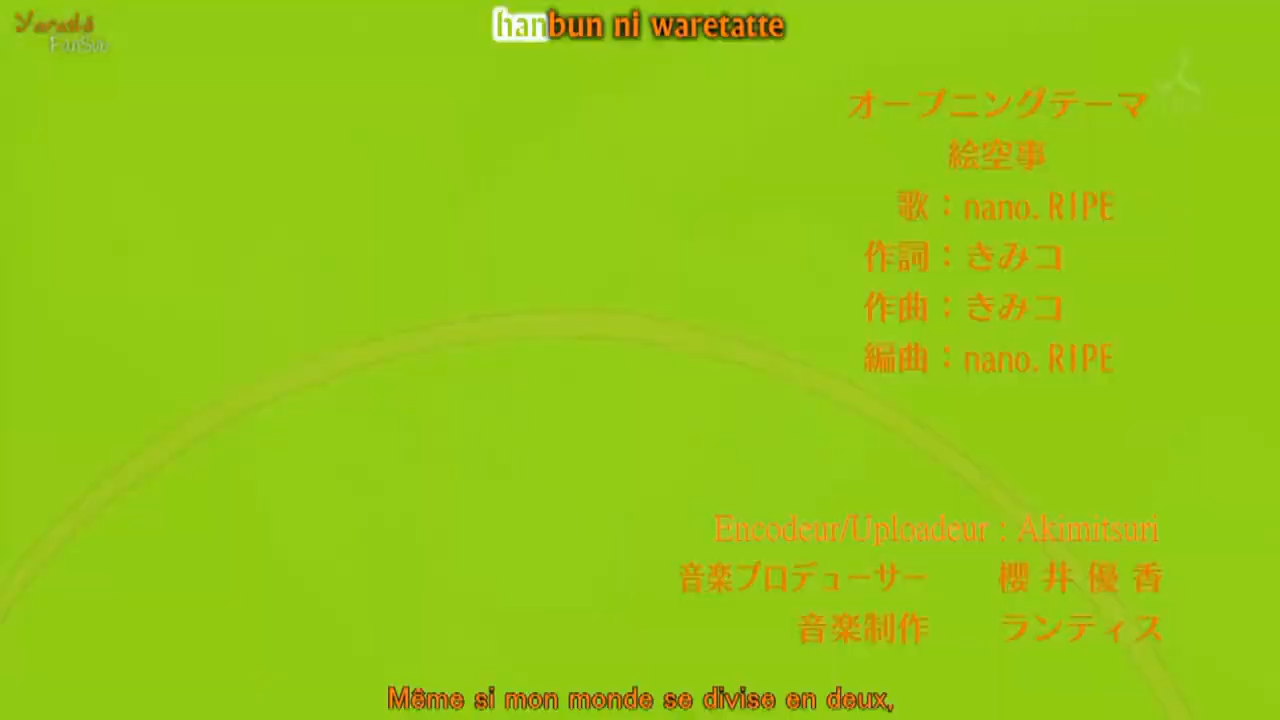 hanbun ni waretatte
FanSub
オープニングテーマ
絵空事
歌：nano.RIPE
作詞：きみコ
作曲：きみコ
編曲：nano.RIPE
Encodeur/Uploadeur : Akimitsuri
音楽プロデューサー 櫻井優香
音楽制作 ランティス
Même si mon monde se divise en deux,